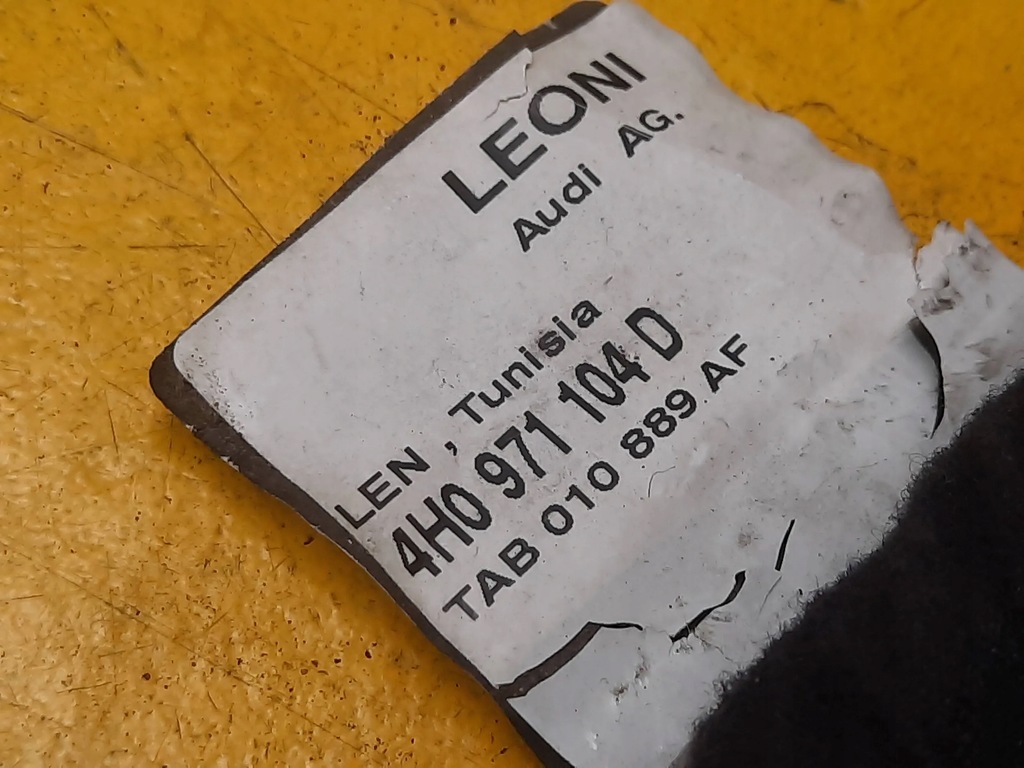 LEONI
Audi AG.
LEN , Tunisia
4H0 971 104 D
TAB 010 889 AF